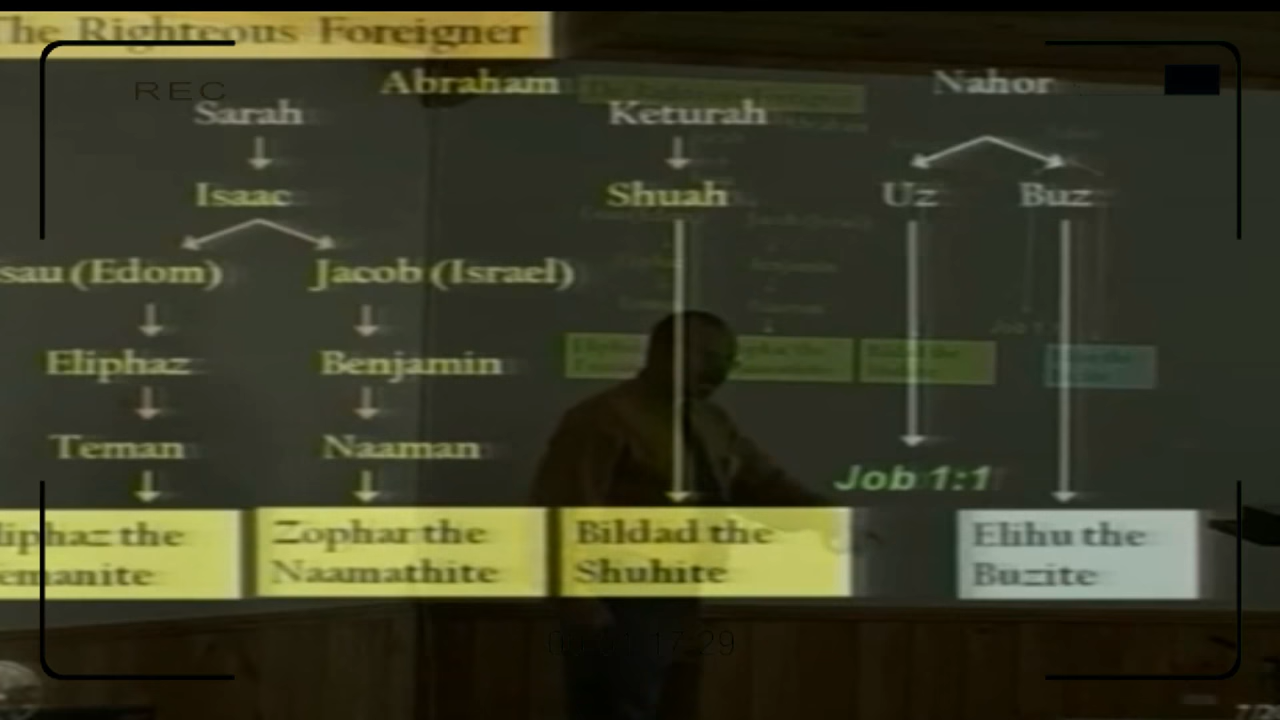 The Righteous Foreigner
Abraham
Nahor
REC
Sarah
Keturah
Isaac
Shuah
Uz
Buz
sau (Edom)
Jacob (Israel)
Eliphaz
Benjamin
Teman
Naaman
Job 1:1
liphaz the
emanite
Zophar the
Naamathite
Bildad the
Shuhite
Elihu the
Buzite